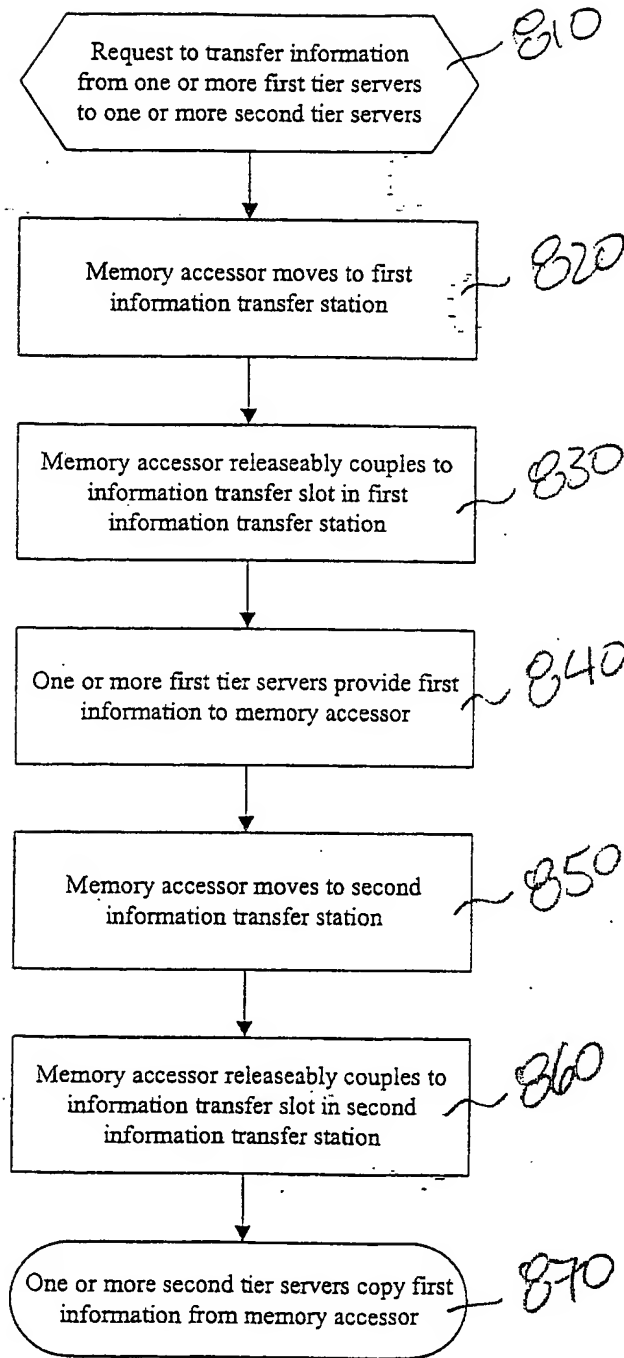 Request to transfer information
from one or more first tier servers
to one or more second tier servers
810
Memory accessor moves to first
information transfer station
820
Memory accessor releaseably couples to
information transfer slot in first
information transfer station
830
One or more first tier servers provide first
information to memory accessor
840
Memory accessor moves to second
information transfer station
850
Memory accessor releaseably couples to
information transfer slot in second
information transfer station
860
One or more second tier servers copy first
information from memory accessor
870